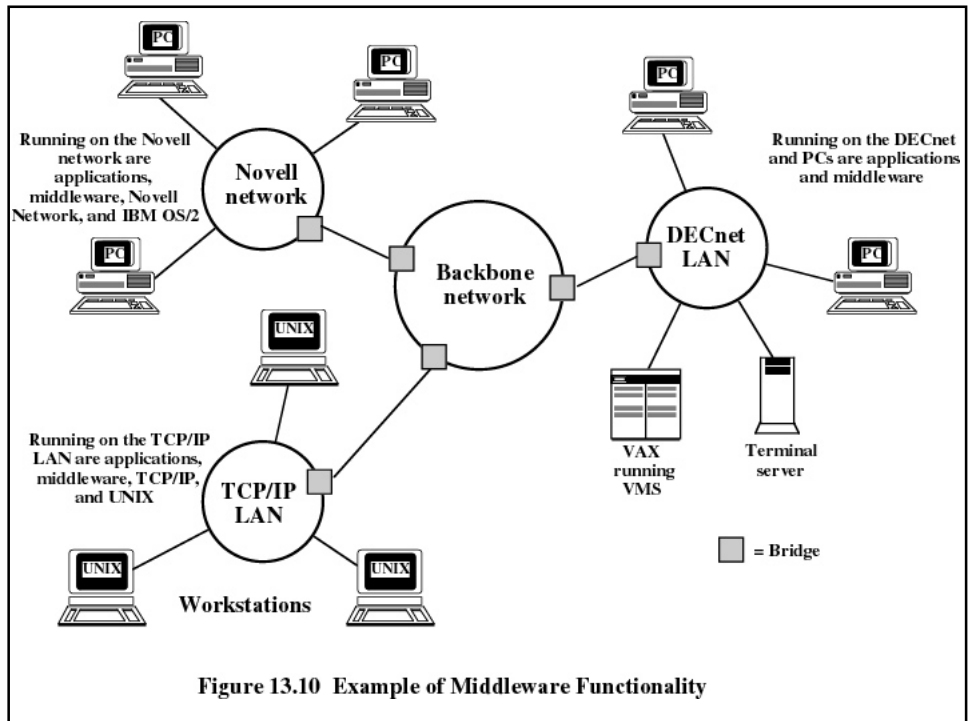 PC
PC
PC
Running on the Novell
network are
applications,
middleware, Novell
Network, and IBM OS/2
Novell
network
PC
Running on the DECnet
and PCs are applications
and middleware
DECnet
LAN
Backbone
network
PC
UNIX
Running on the TCP/IP
LAN are applications,
middleware, TCP/IP,
and UNIX
TCP/IP
LAN
VAX
running
VMS
Terminal
server
UNIX
UNIX
Workstations
= Bridge
Figure 13.10 Example of Middleware Functionality